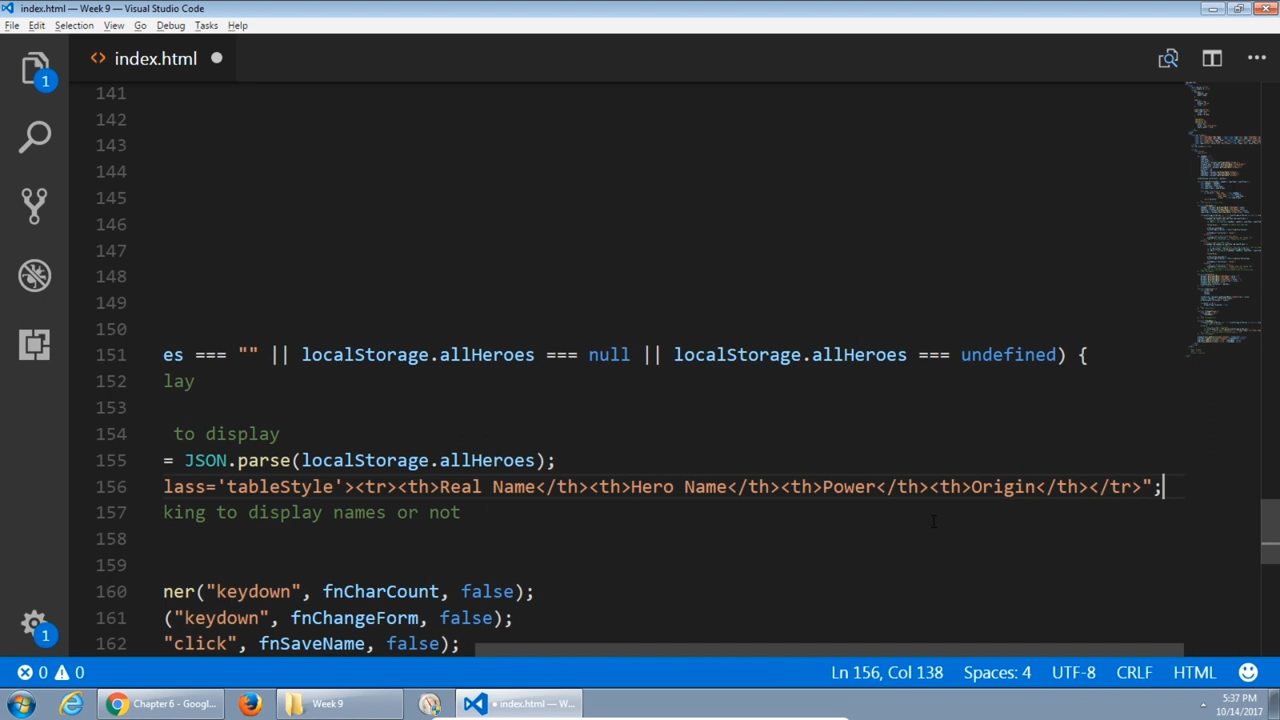 index.html — Week 9 — Visual Studio Code
File Edit Selection View Go Debug Tasks Help
1
index.html
141
142
143
144
145
146
147
148
149
150
151 es === "" || localStorage.allHeroes === null || localStorage.allHeroes === undefined) {
152 lay
153
154 to display
155 = JSON.parse(localStorage.allHeroes);
156 lass='tableStyle'><tr><th>Real Name</th><th>Hero Name</th><th>Power</th><th>Origin</th></tr>";
157 king to display names or not
158
159
160 ner("keydown", fnCharCount, false);
161 ("keydown", fnChangeForm, false);
162 "click", fnSaveName, false);
1
0 0 Ln 156, Col 138 Spaces: 4 UTF-8 CRLF HTML
Chapter 6 - Googl... Week 9 • index.html — W... 5:37 PM
10/14/2017